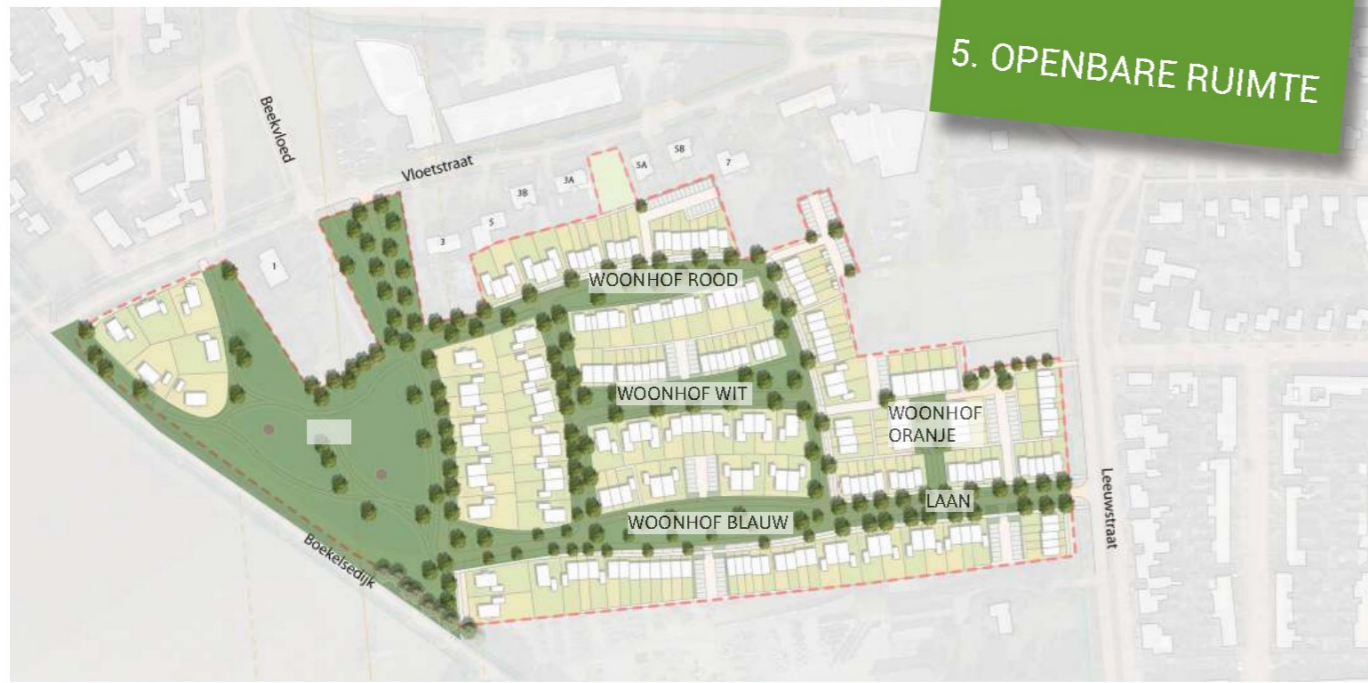 5. OPENBARE RUIMTE
Beekvloed
Vloetstraat
1
3
5
3B
3A
5A
5B
7
WOONHOF ROOD
WOONHOF WIT
WOONHOF
ORANJE
LAAN
WOONHOF BLAUW
Boekelsedijk
Leeuwstraat